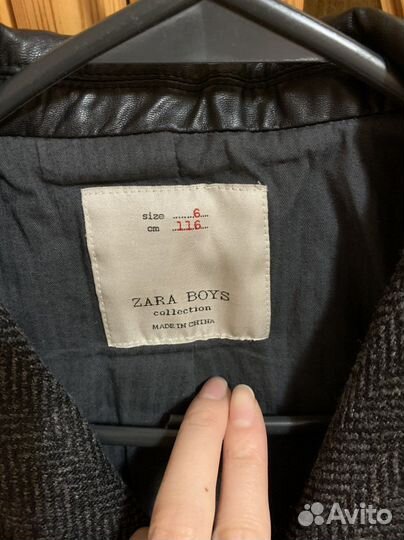 size ........6....
cm ..116..
ZARA BOYS
collection
MADE IN CHINA
Avito